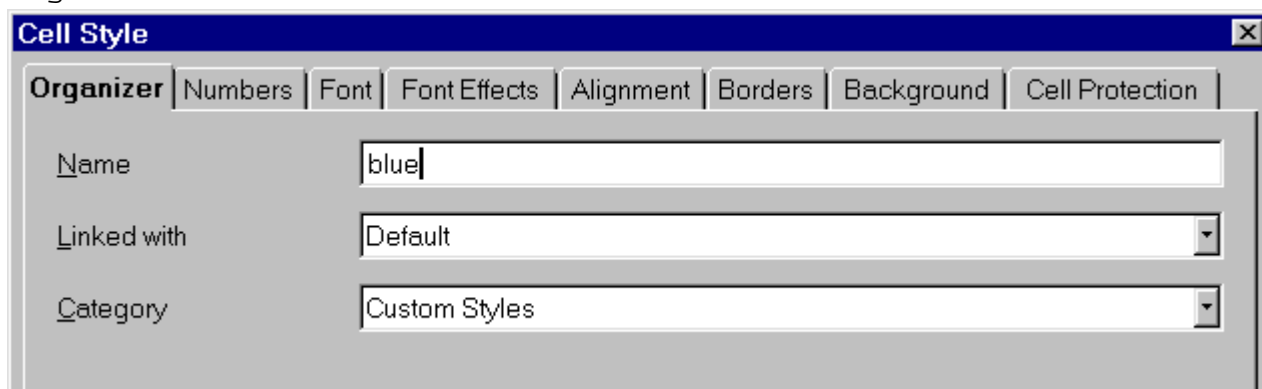 Cell Style
Organizer Numbers Font Font Effects Alignment Borders Background Cell Protection
Name blue
Linked with Default
Category Custom Styles